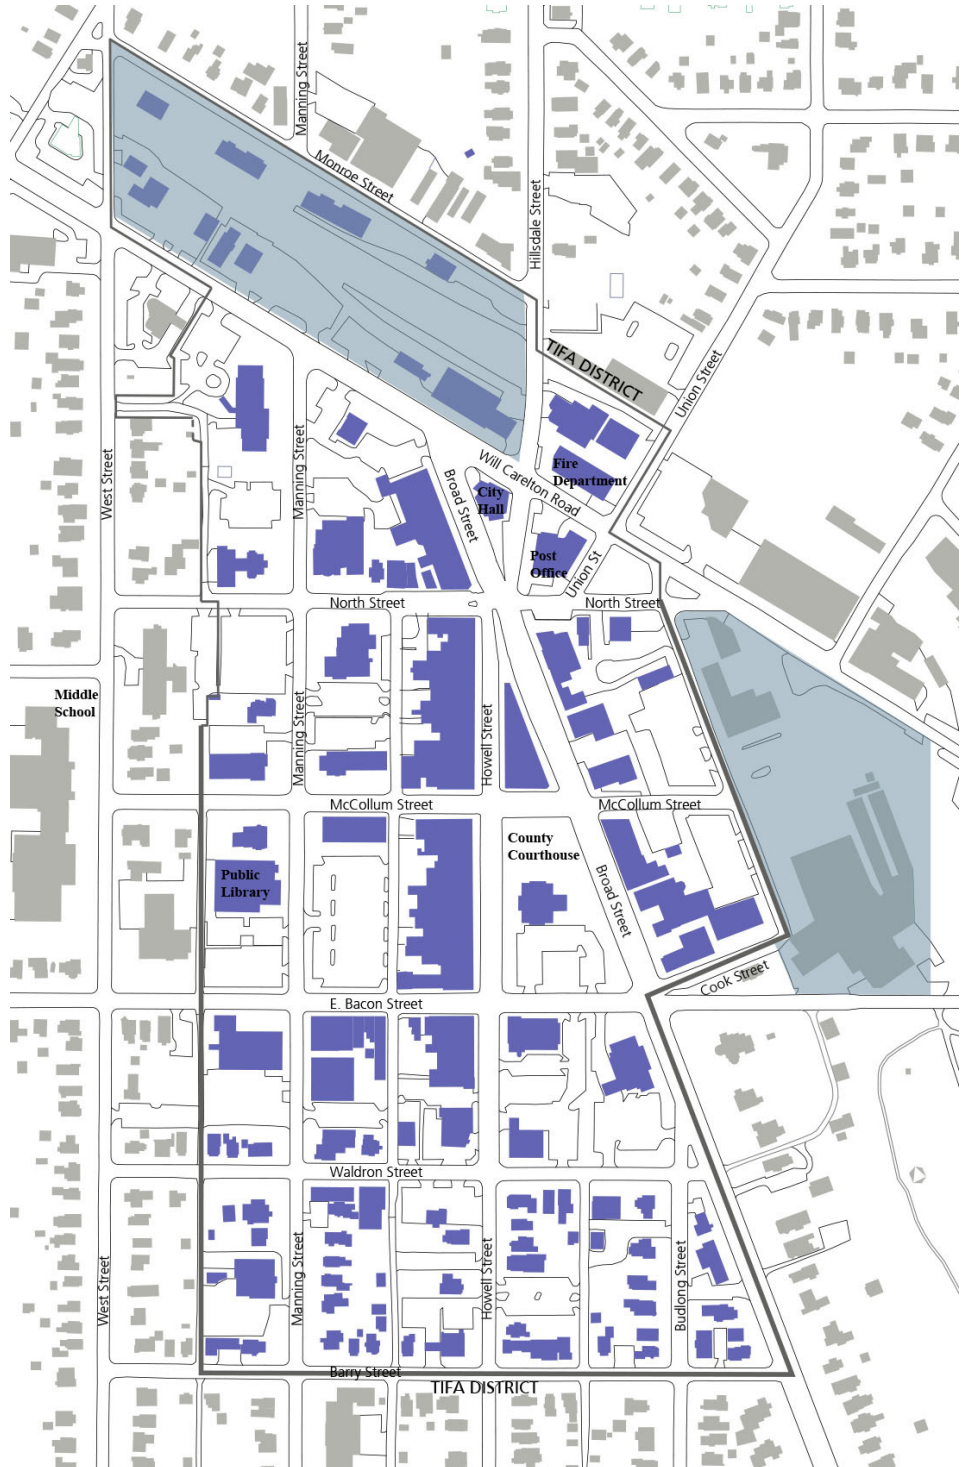 Manning Street
Monroe Street
Hillsdale Street
TIFA DISTRICT
Union Street
West Street
Manning Street
Broad Street
Will Carelton Road
City
Hall
Fire
Department
Post
Office
Union St
North Street
North Street
Middle
School
Manning Street
Howell Street
McCollum Street
McCollum Street
County
Courthouse
Public
Library
Broad Street
Cook Street
E. Bacon Street
Waldron Street
West Street
Manning Street
Howell Street
Budlong Street
Barry Street
TIFA DISTRICT